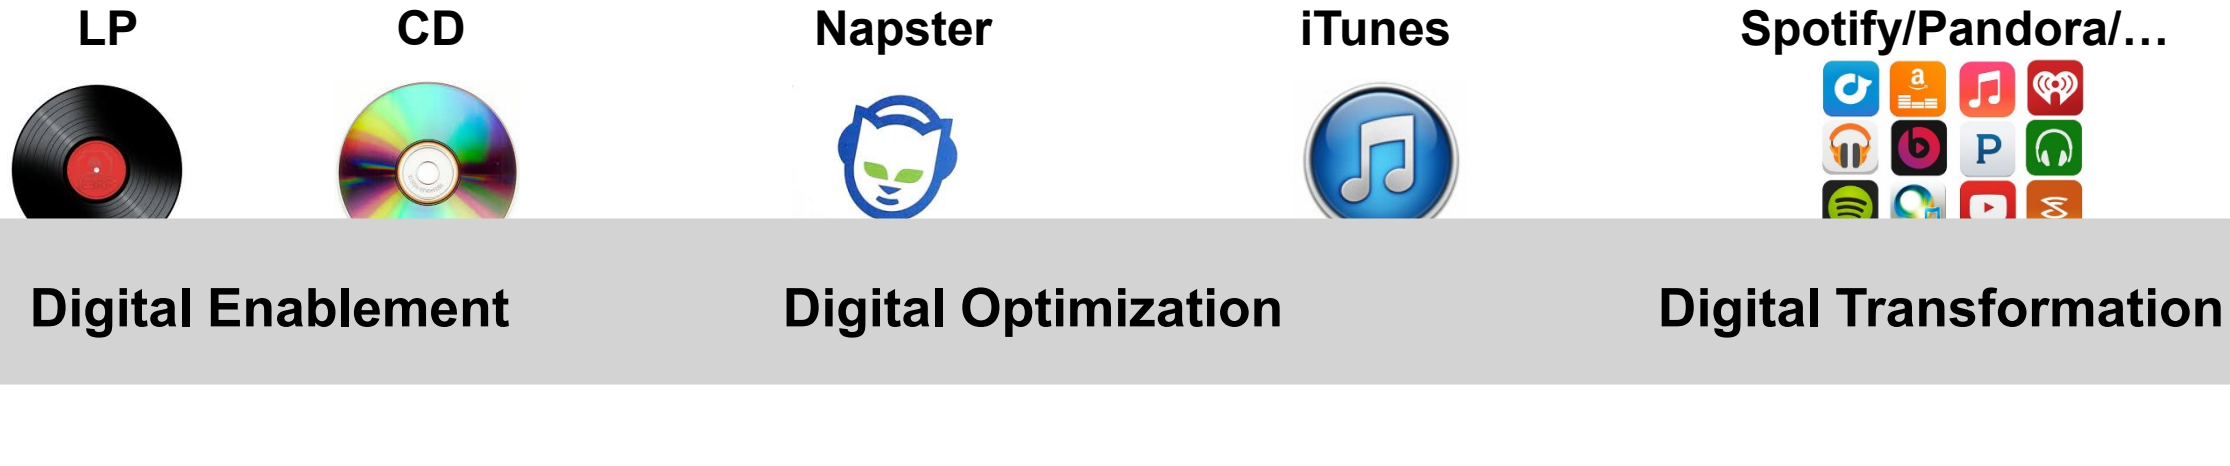 LP CD Napster iTunes Spotify/Pandora/…
a
P
Digital Enablement Digital Optimization Digital Transformation